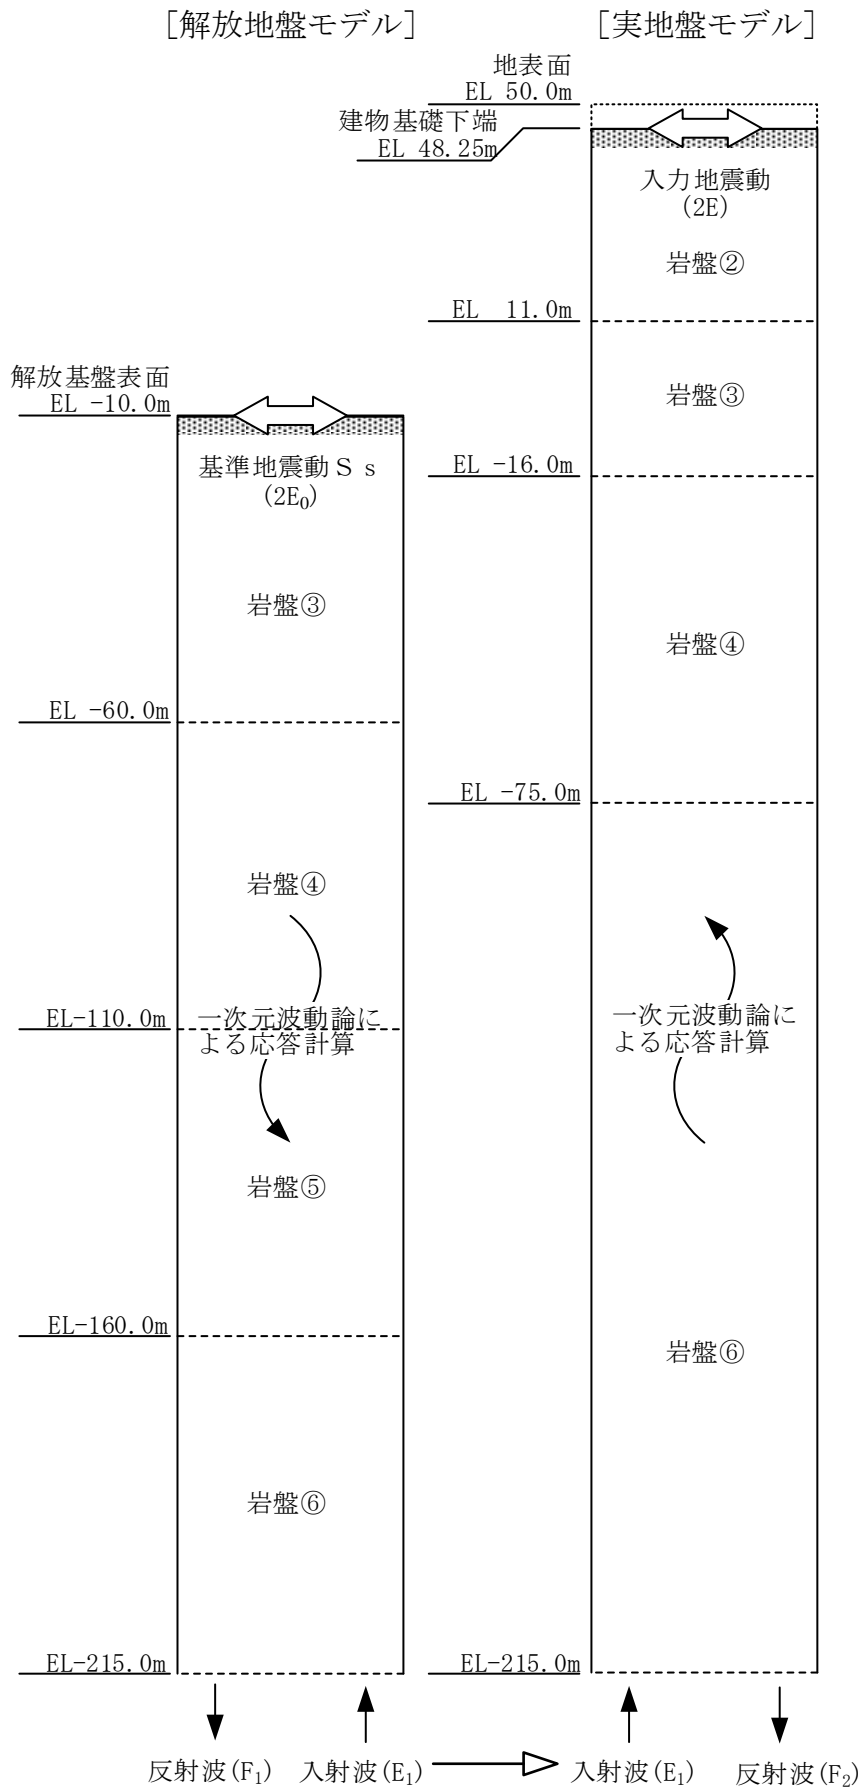 ［解放地盤モデル］
［実地盤モデル］
地表面
EL 50.0m
建物基礎下端
EL 48.25m
入力地震動
(2E)
岩盤②
EL 11.0m
岩盤③
EL -16.0m
岩盤④
EL -75.0m
一次元波動論に
よる応答計算
岩盤⑥
EL-215.0m
解放基盤表面
EL -10.0m
基準地震動Ｓｓ
(2E₀)
岩盤③
EL -60.0m
岩盤④
一次元波動論に
よる応答計算
EL-110.0m
岩盤⑤
EL-160.0m
岩盤⑥
EL-215.0m
反射波(F₁)
入射波(E₁)
入射波(E₁)
反射波(F₂)